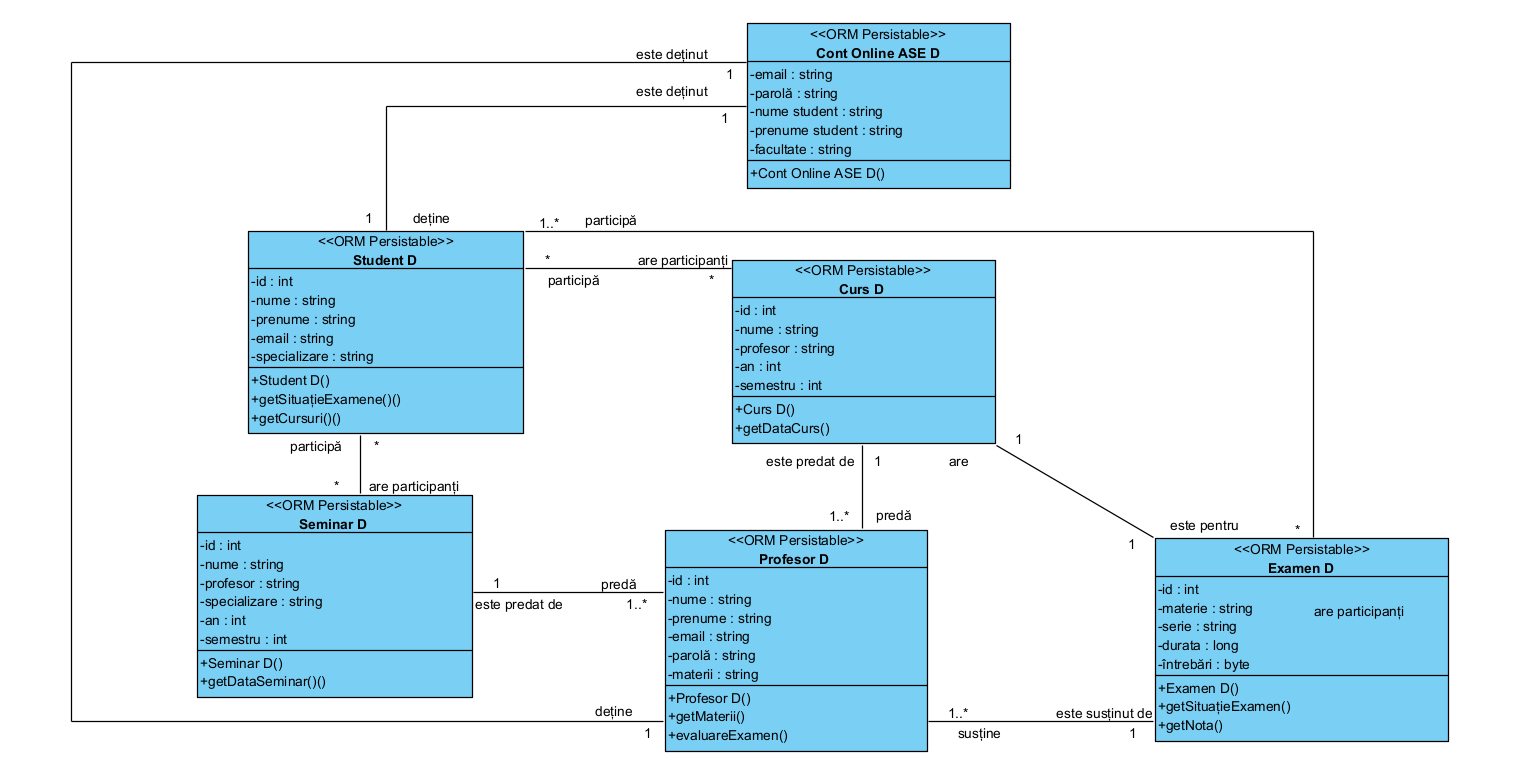 <<ORM Persistable>>
Cont Online ASE D
-email : string
-parolă : string
-nume student : string
-prenume student : string
-facultate : string
+Cont Online ASE D()
este deținut
1
este deținut
1
1
deține
<<ORM Persistable>>
Student D
-id : int
-nume : string
-prenume : string
-email : string
-specializare : string
+Student D()
+getSituațieExamene()()
+getCursuri()()
1..*
participă
*
participă
are participanți
*
<<ORM Persistable>>
Curs D
-id : int
-nume : string
-profesor : string
-an : int
-semestru : int
+Curs D()
+getDataCurs()
participă
*
*
are participanți
<<ORM Persistable>>
Seminar D
-id : int
-nume : string
-profesor : string
-specializare : string
-an : int
-semestru : int
+Seminar D()
+getDataSeminar()()
este predat de
1
are
1
1..*
predă
1
este predat de
predă
1..*
<<ORM Persistable>>
Profesor D
-id : int
-nume : string
-prenume : string
-email : string
-parolă : string
-materii : string
+Profesor D()
+getMaterii()
+evaluareExamen()
este pentru
1
*
<<ORM Persistable>>
Examen D
-id : int
-materie : string
-serie : string
-durata : long
-întrebări : byte
are participanți
+Examen D()
+getSituațieExamen()
+getNota()
deține
1
1..*
susține
este susținut de
1